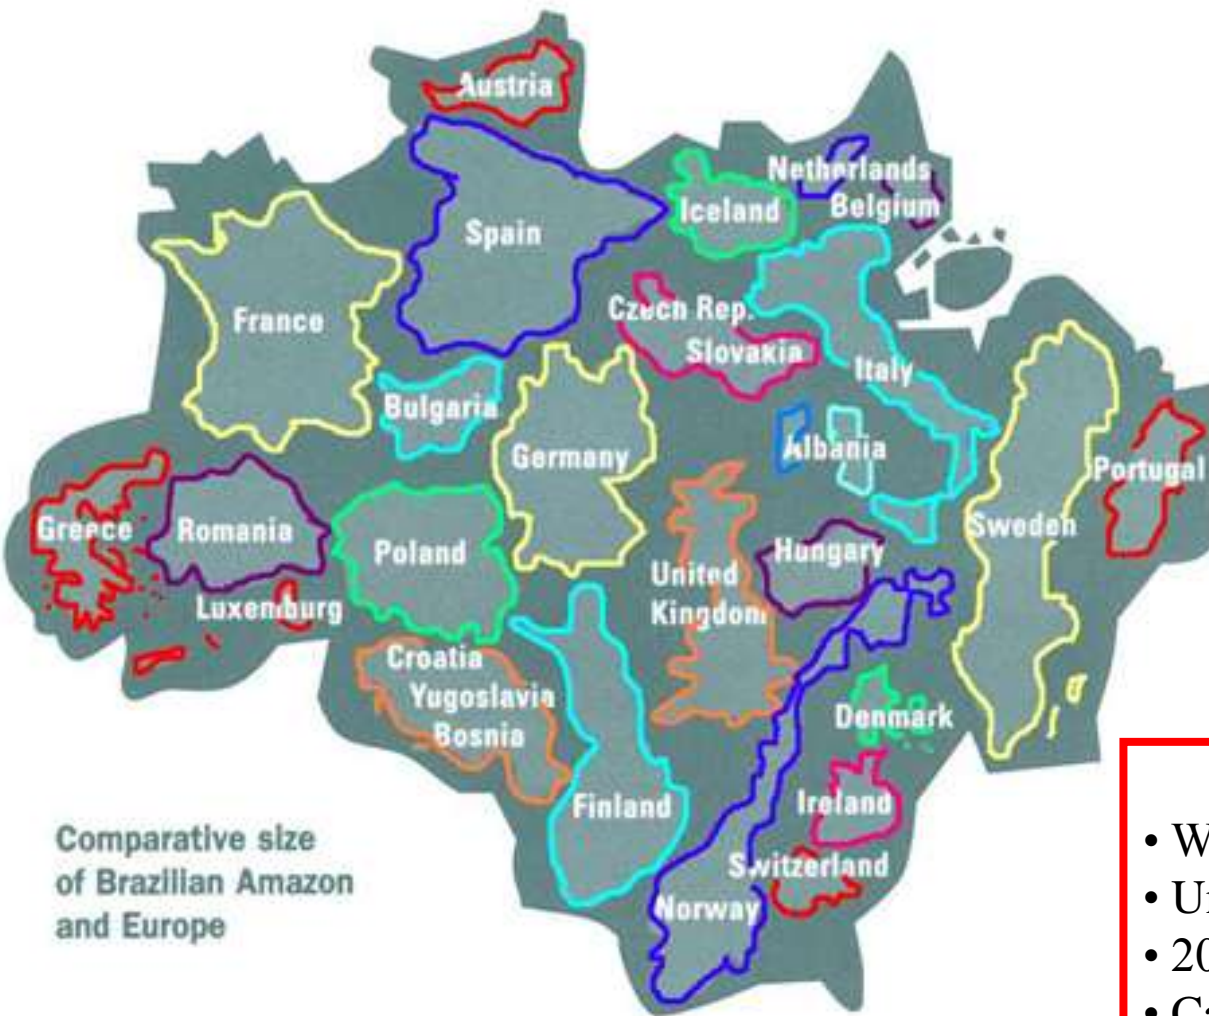 Austria
Netherlands
Belgium
Iceland
Spain
France
Czech Rep.
Slovakia
Italy
Bulgaria
Germany
Albania
Portugal
Greece
Romania
Poland
Sweden
Hungary
United
Kingdom
Luxemburg
Croatia
Yugoslavia
Bosnia
Denmark
Finland
Ireland
Switzerland
Norway
Comparative size
of Brazilian Amazon
and Europe
• W
•
• 20
•